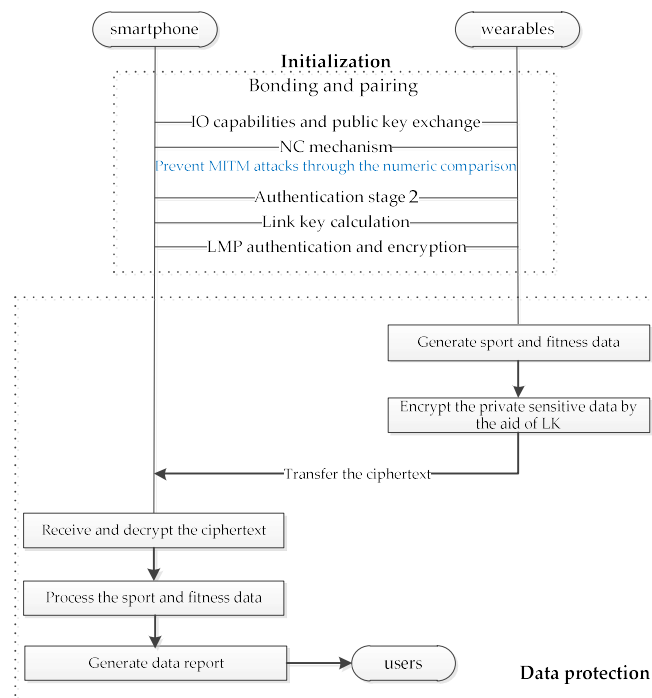 smartphone
wearables
Initialization
Bonding and pairing
IO capabilities and public key exchange
NC mechanism
Prevent MITM attacks through the numeric comparison
Authentication stage 2
Link key calculation
LMP authentication and encryption
Generate sport and fitness data
Encrypt the private sensitive data by
the aid of LK
Transfer the ciphertext
Receive and decrypt the ciphertext
Process the sport and fitness data
Generate data report
users
Data protection